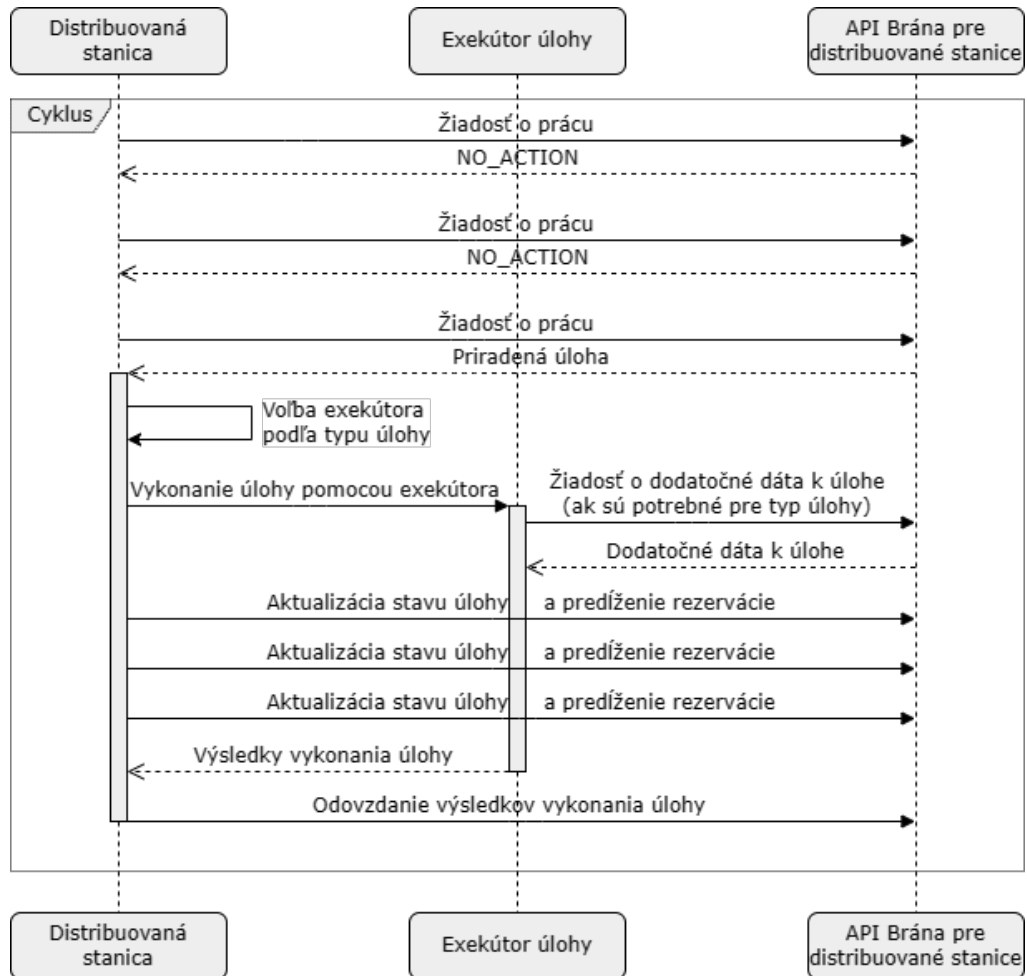 Distribuovaná
stanica
Exekútor úlohy
API Brána pre
distribuované stanice
Cyklus
Žiadosť o prácu
NO_ACTION
Žiadosť o prácu
NO_ACTION
Žiadosť o prácu
Priradená úloha
Voľba exekútora
podľa typu úlohy
Vykonanie úlohy pomocou exekútora
Žiadosť o dodatočné dáta k úlohe
(ak sú potrebné pre typ úlohy)
Dodatočné dáta k úlohe
Aktualizácia stavu úlohy a predĺženie rezervácie
Aktualizácia stavu úlohy a predĺženie rezervácie
Aktualizácia stavu úlohy a predĺženie rezervácie
Výsledky vykonania úlohy
Odovzdanie výsledkov vykonania úlohy
Distribuovaná
stanica
Exekútor úlohy
API Brána pre
distribuované stanice